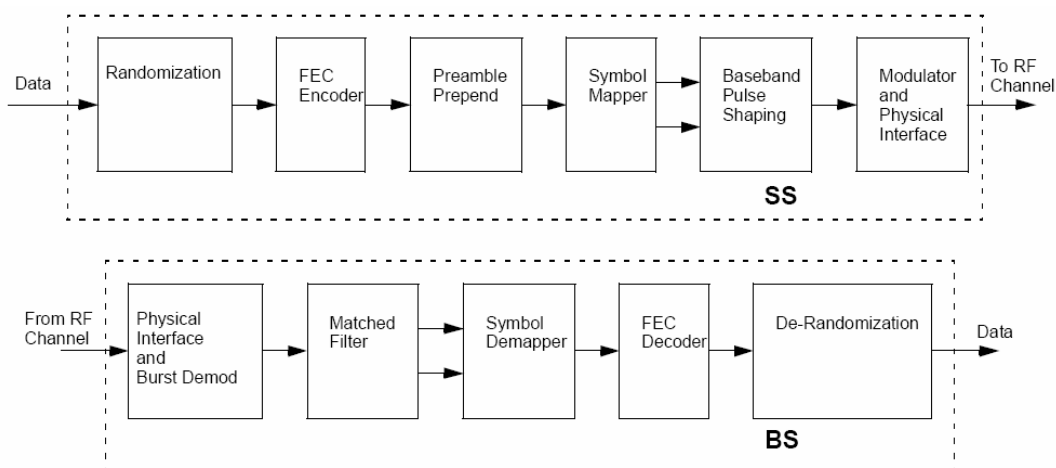 Data
Randomization
FEC
Encoder
Preamble
Prepend
Symbol
Mapper
Baseband
Pulse
Shaping
Modulator
and
Physical
Interface
To RF
Channel
SS
From RF
Channel
Physical
Interface
and
Burst Demod
Matched
Filter
Symbol
Demapper
FEC
Decoder
De-Randomization
Data
BS